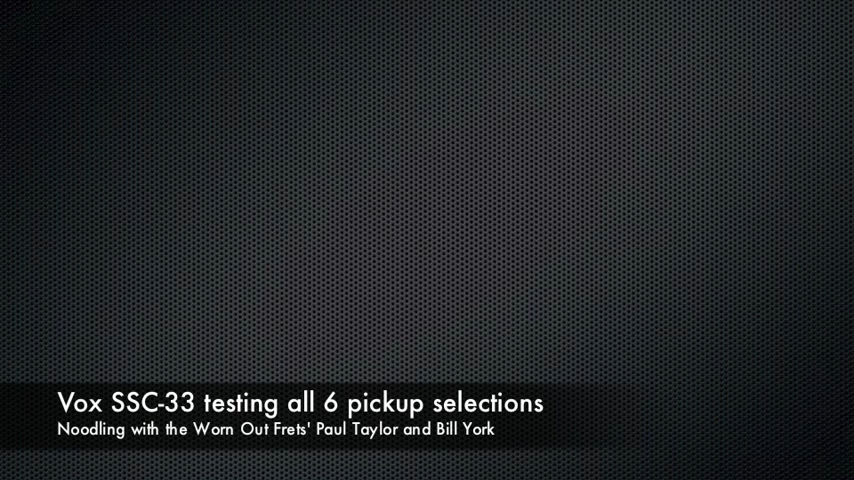 Vox SSC-33 testing all 6 pickup selections
Noodling with the Worn Out Frets' Paul Taylor and Bill York